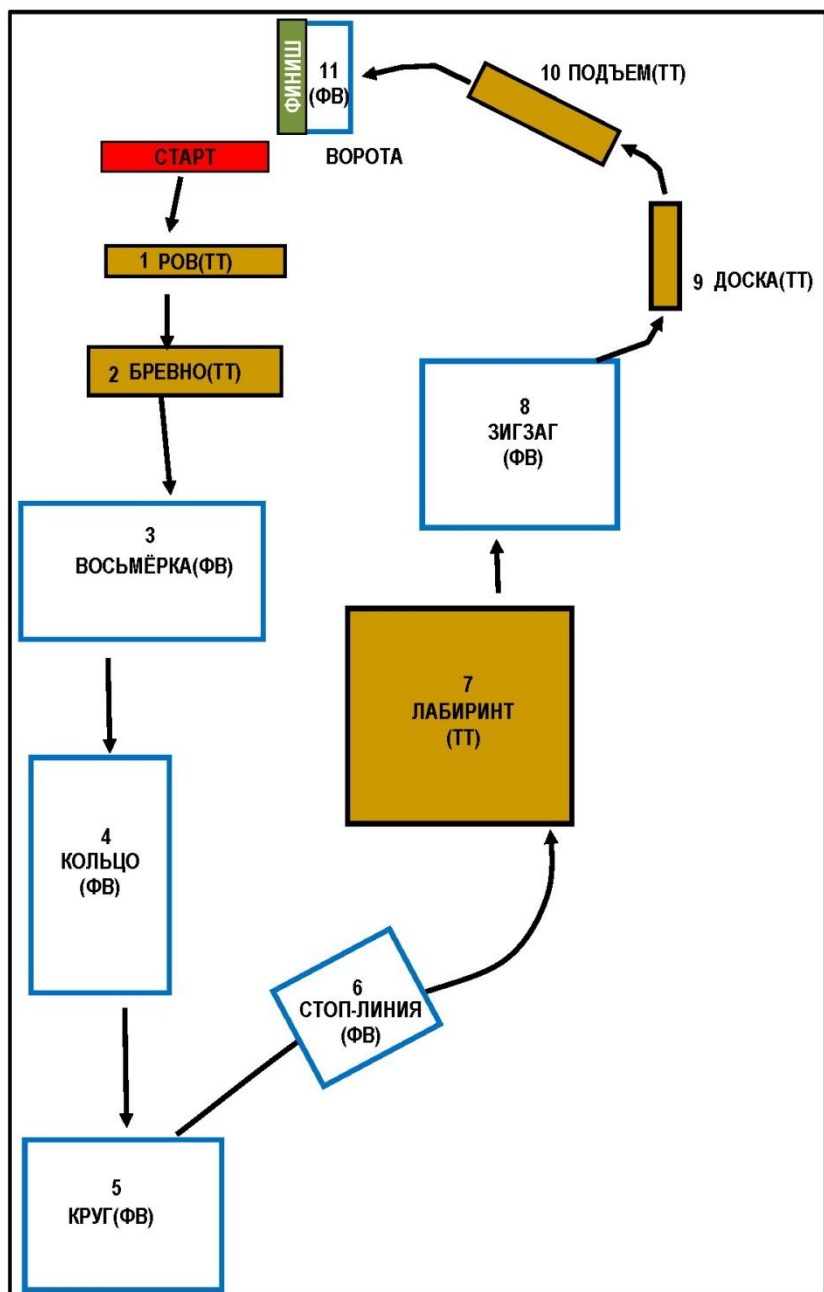 СТАРТ
1 РОВ(ТТ)
2 БРЕВНО(ТТ)
3
ВОСЬМЁРКА(ФВ)
4
КОЛЬЦО
(ФВ)
5
КРУГ(ФВ)
6
СТОП-ЛИНИЯ
(ФВ)
7
ЛАБИРИНТ
(ТТ)
8
ЗИГЗАГ
(ФВ)
9 ДОСКА(ТТ)
10 ПОДЪЕМ(ТТ)
11
(ФВ)
ВОРОТА
ФИНИШ